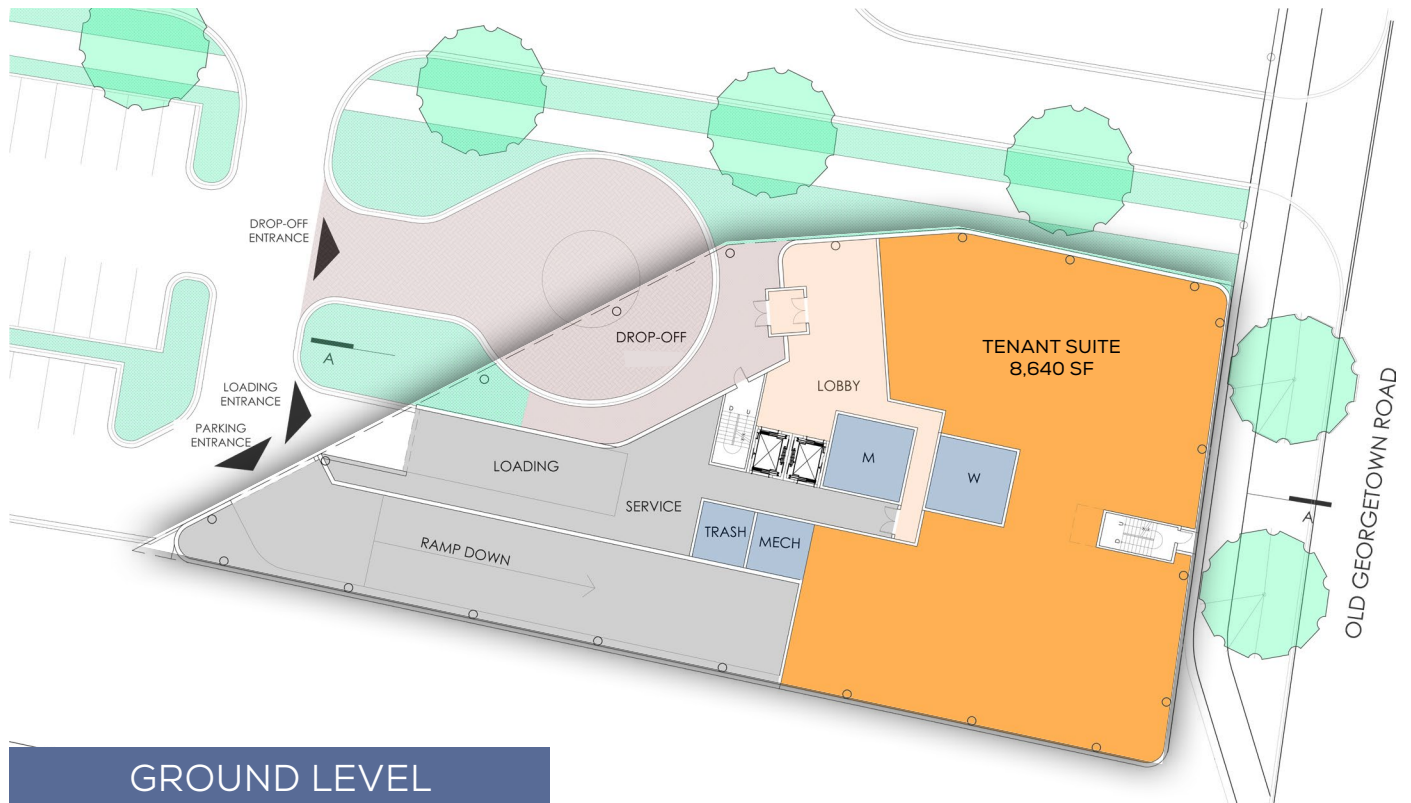 DROP-OFF
ENTRANCE
DROP-OFF
TENANT SUITE
8,640 SF
A
LOBBY
LOADING
ENTRANCE
PARKING
ENTRANCE
LOADING
M
W
SERVICE
TRASH
MECH
RAMP DOWN
A
OLD GEORGETOWN ROAD
GROUND LEVEL